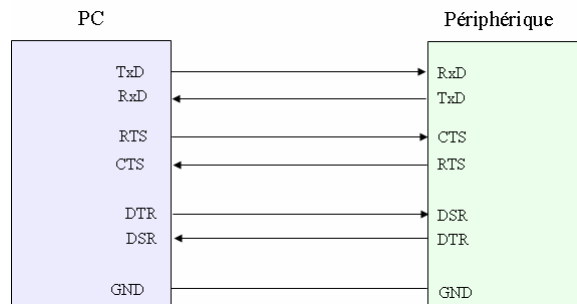 PC Périphérique
TxD RxD
RxD TxD
RTS CTS
CTS RTS
DTR DSR
DSR DTR
GND GND